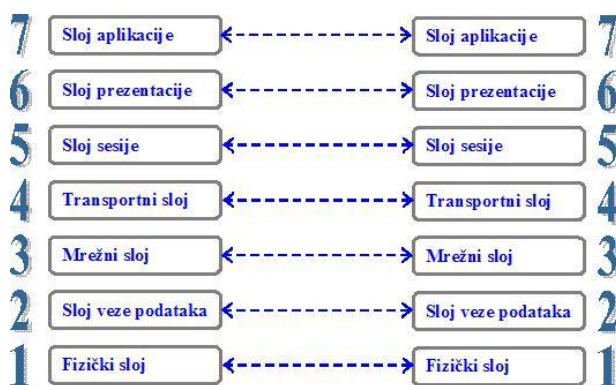 7 Sloj aplikacije Sloj aplikacije 7
6 Sloj prezentacije Sloj prezentacije 6
5 Sloj sesije Sloj sesije 5
4 Transportni sloj Transportni sloj 4
3 Mrežni sloj Mrežni sloj 3
2 Sloj veze podataka Sloj veze podataka 2
1 Fizički sloj Fizički sloj 1